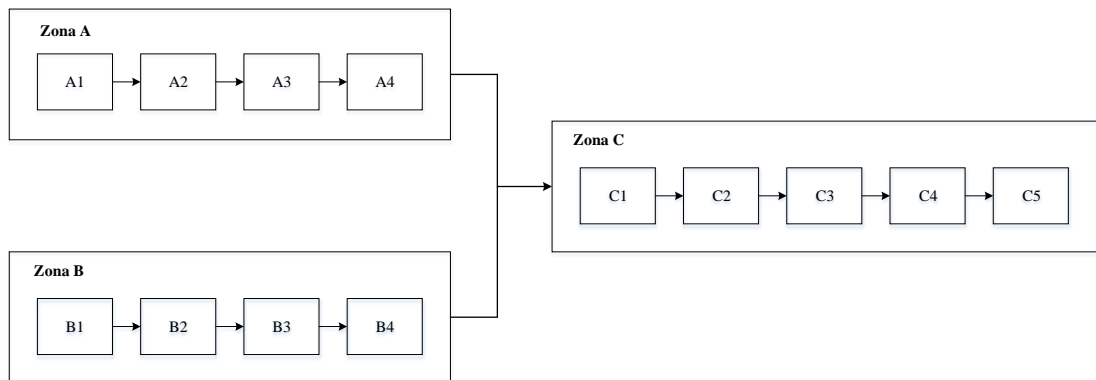 Zona A
A1 A2 A3 A4
Zona C
C1 C2 C3 C4 C5
Zona B
B1 B2 B3 B4